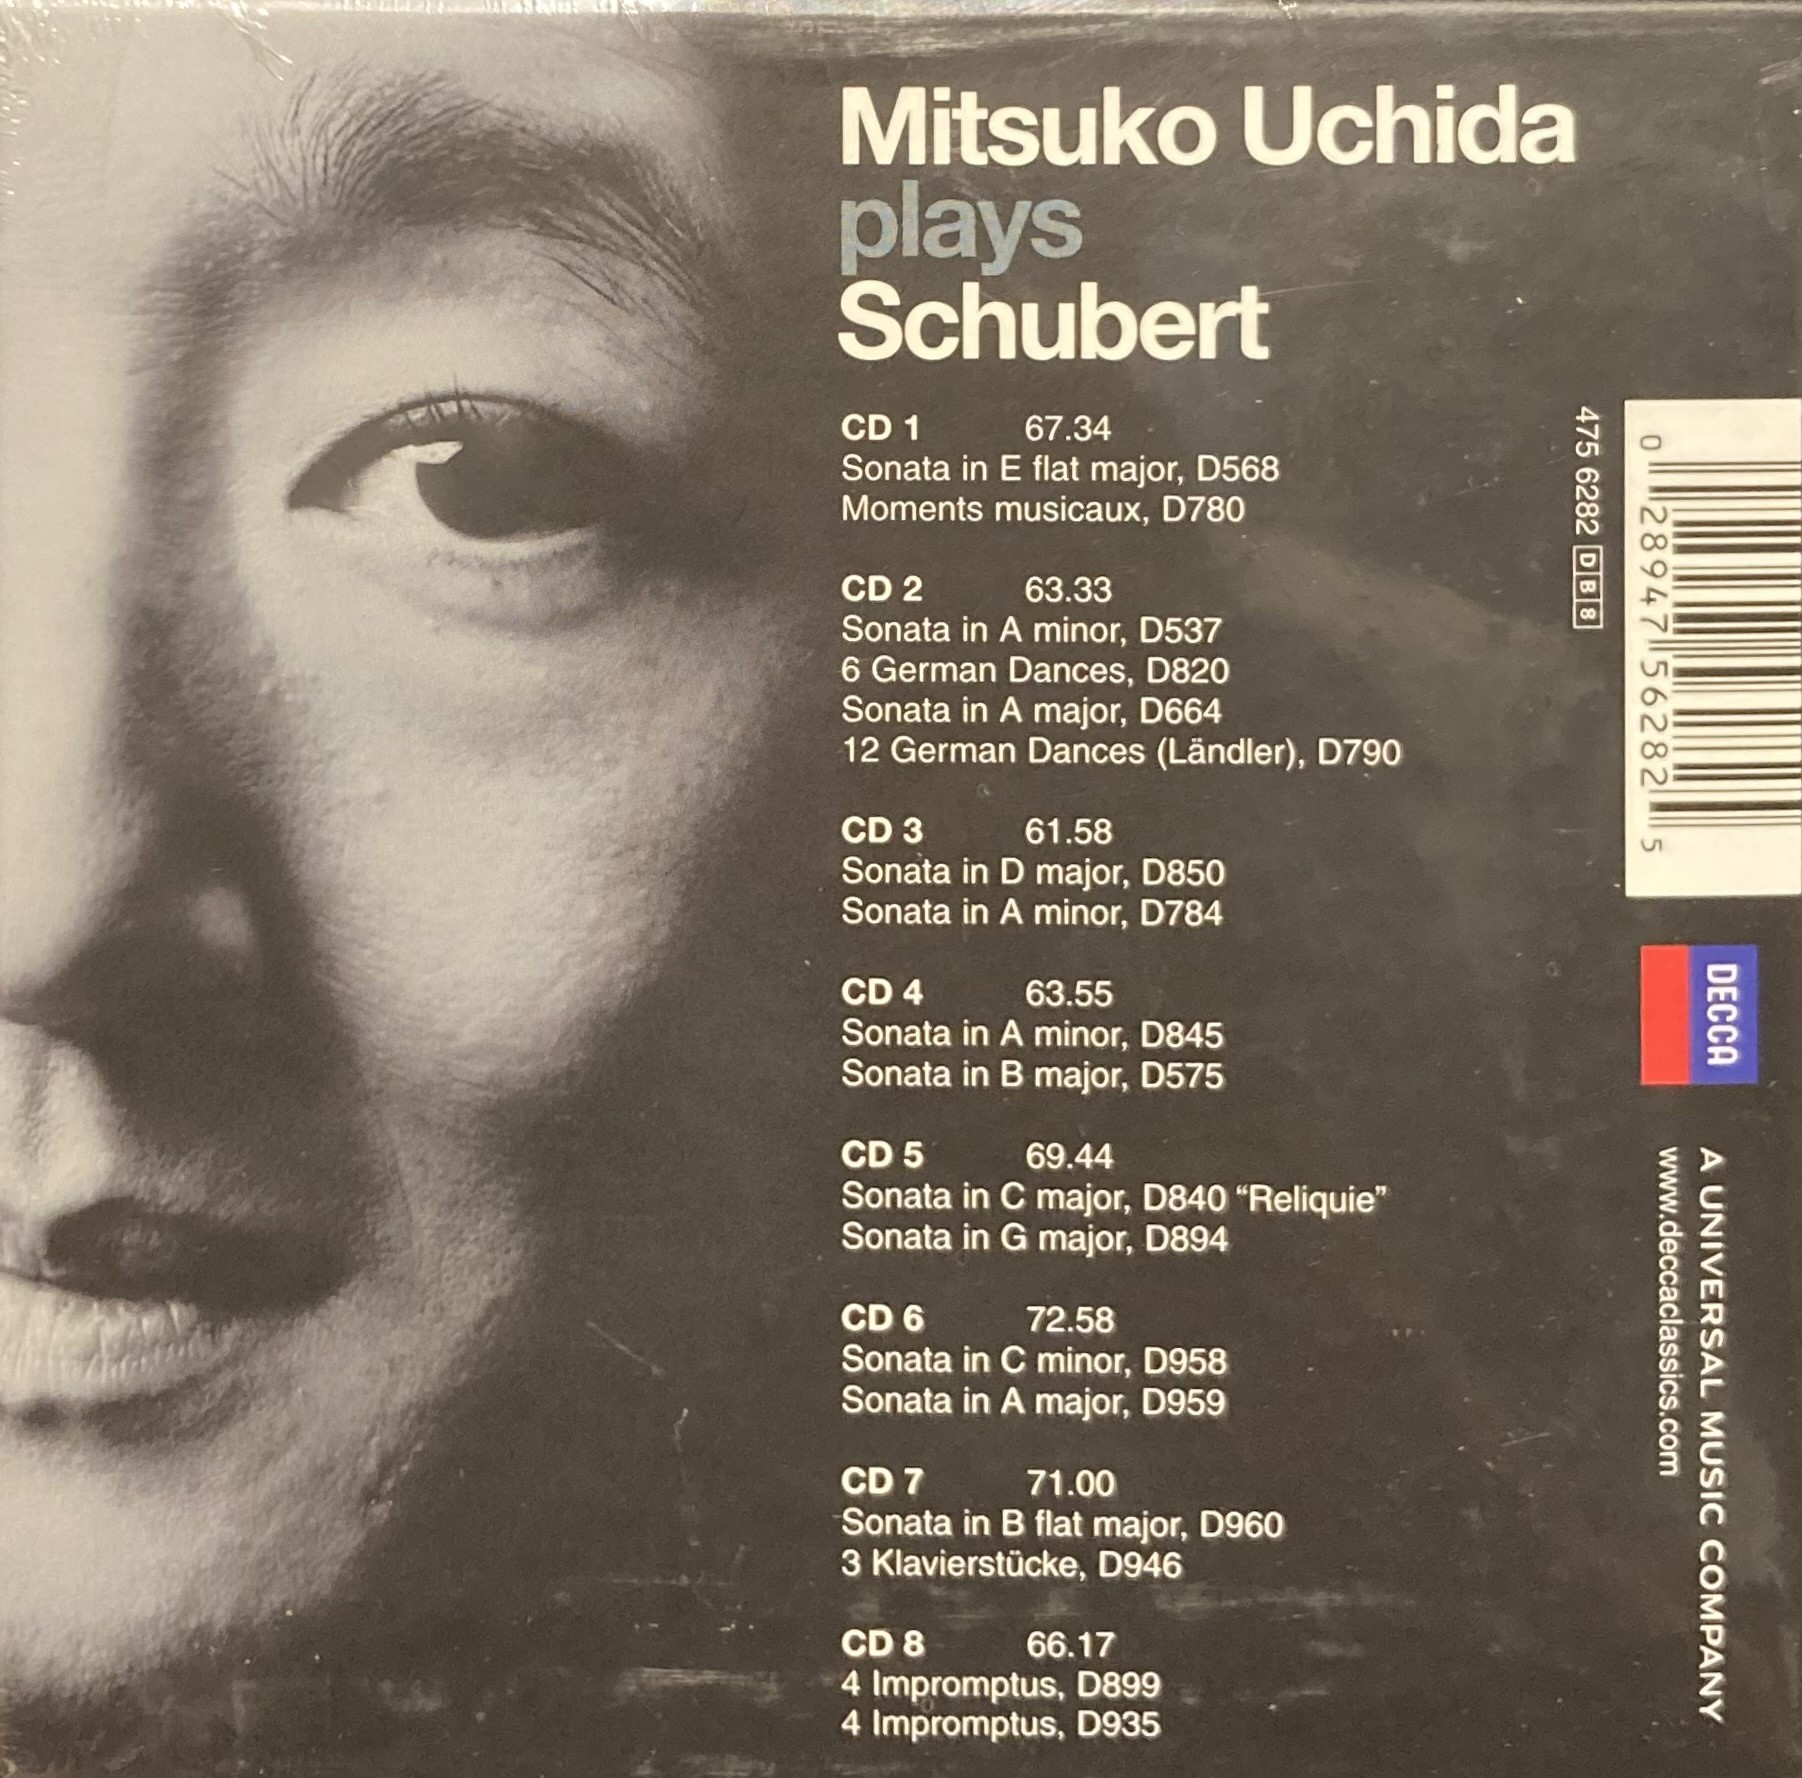 Mitsuko Uchida
plays
Schubert
CD 1 67.34
Sonata in E flat major, D568
Moments musicaux, D780
CD 2 63.33
Sonata in A minor, D537
6 German Dances, D820
Sonata in A major, D664
12 German Dances (Ländler), D790
CD 3 61.58
Sonata in D major, D850
Sonata in A minor, D784
CD 4 63.55
Sonata in A minor, D845
Sonata in B major, D575
CD 5 69.44
Sonata in C major, D840 “Reliquie”
Sonata in G major, D894
CD 6 72.58
Sonata in C minor, D958
Sonata in A major, D959
CD 7 71.00
Sonata in B flat major, D960
3 Klavierstücke, D946
CD 8 66.17
4 Impromptus, D899
4 Impromptus, D935
475 6282 DB8
0 28947 56282 5
DECCA
A UNIVERSAL MUSIC COMPANY
www.deccaclassics.com